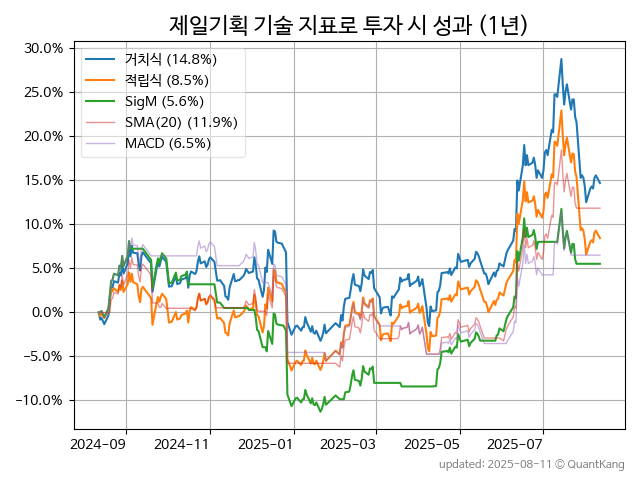 제일기획 기술 지표로 투자 시 성과 (1년)
30.0%
25.0%
20.0%
15.0%
10.0%
5.0%
0.0%
−5.0%
−10.0%
거치식 (14.8%)
적립식 (8.5%)
SigM (5.6%)
SMA(20) (11.9%)
MACD (6.5%)
2024-09 2024-11 2025-01 2025-03 2025-05 2025-07
updated: 2025-08-11 © QuantKang